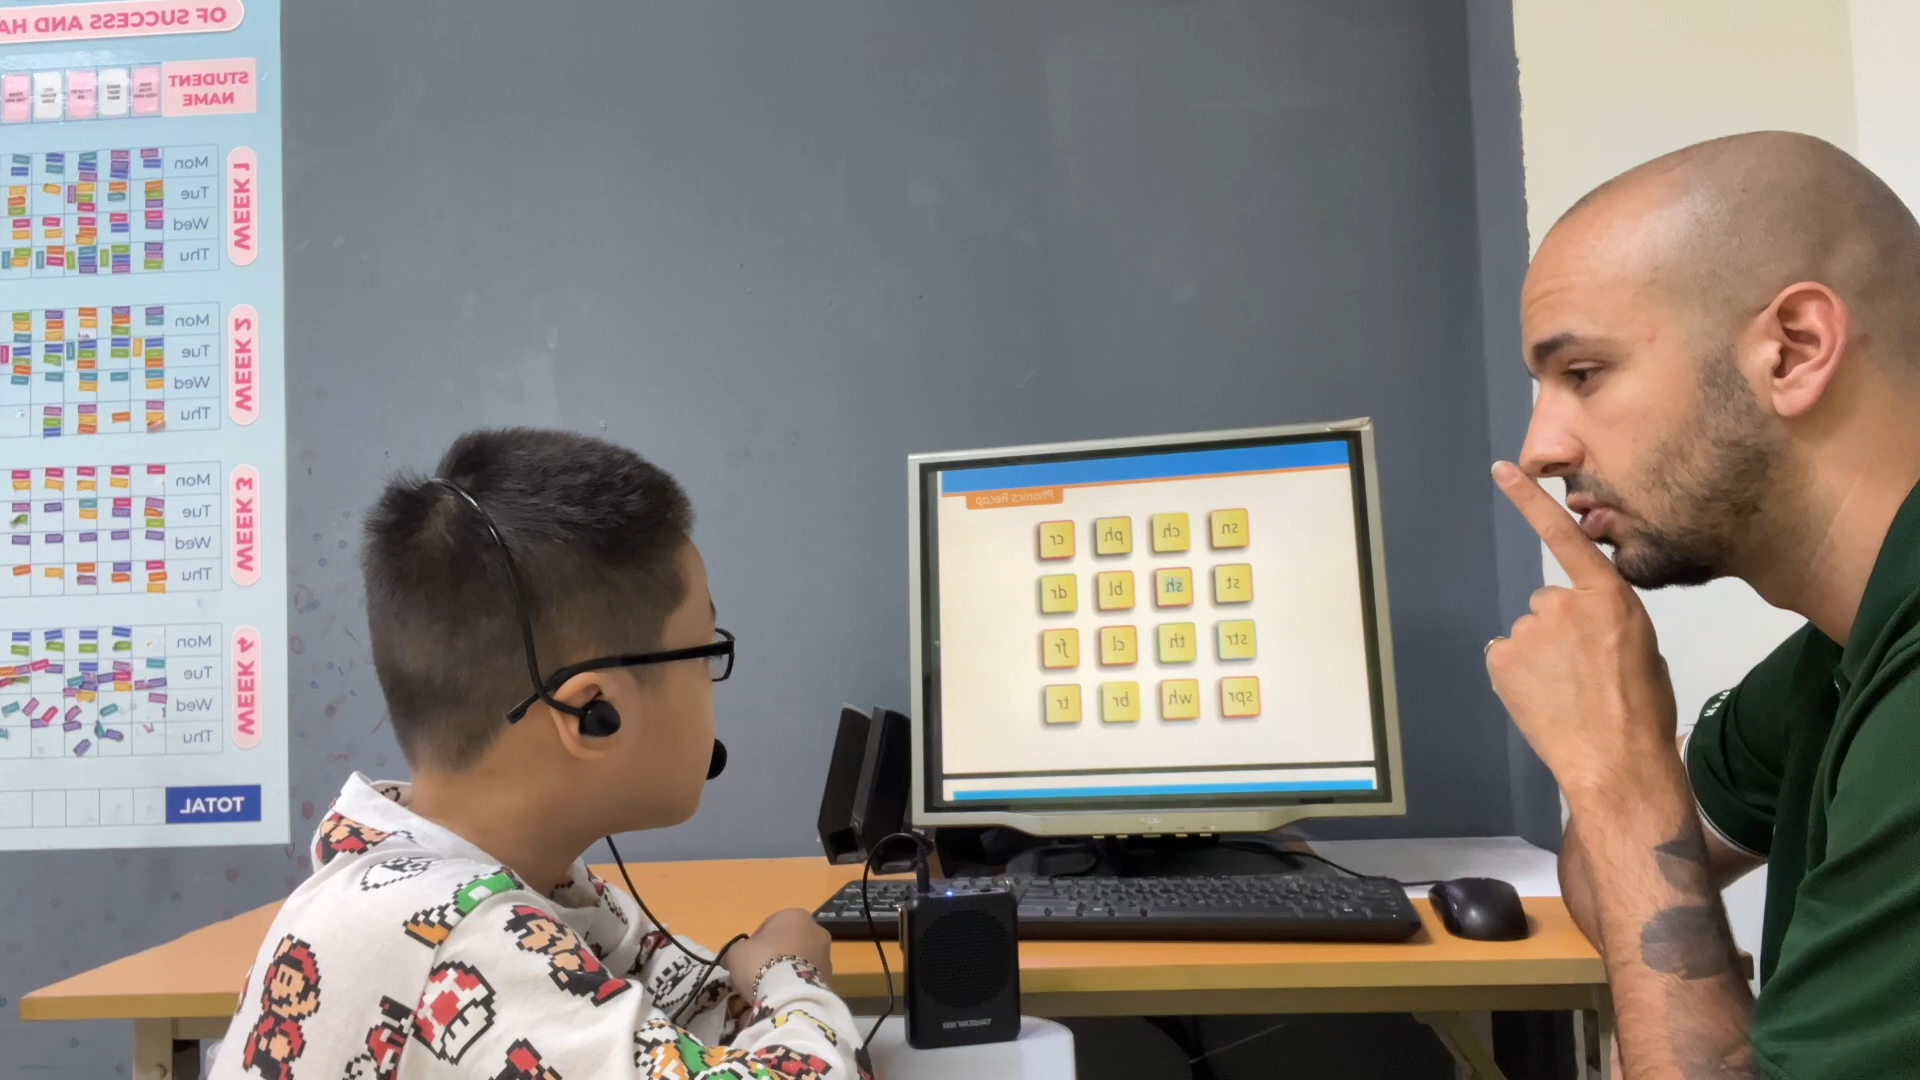 OF SUCCESS AND HA
STUDENT
NAME
WEEK 1
Mon
Tue
Wed
Thu
WEEK 2
Mon
Tue
Wed
Thu
WEEK 3
Mon
Tue
Wed
Thu
WEEK 4
Mon
Tue
Wed
Thu
TOTAL
Phonics Recap
sn ch ph cr
st sh bl dr
str th cl fr
spr wh br tr